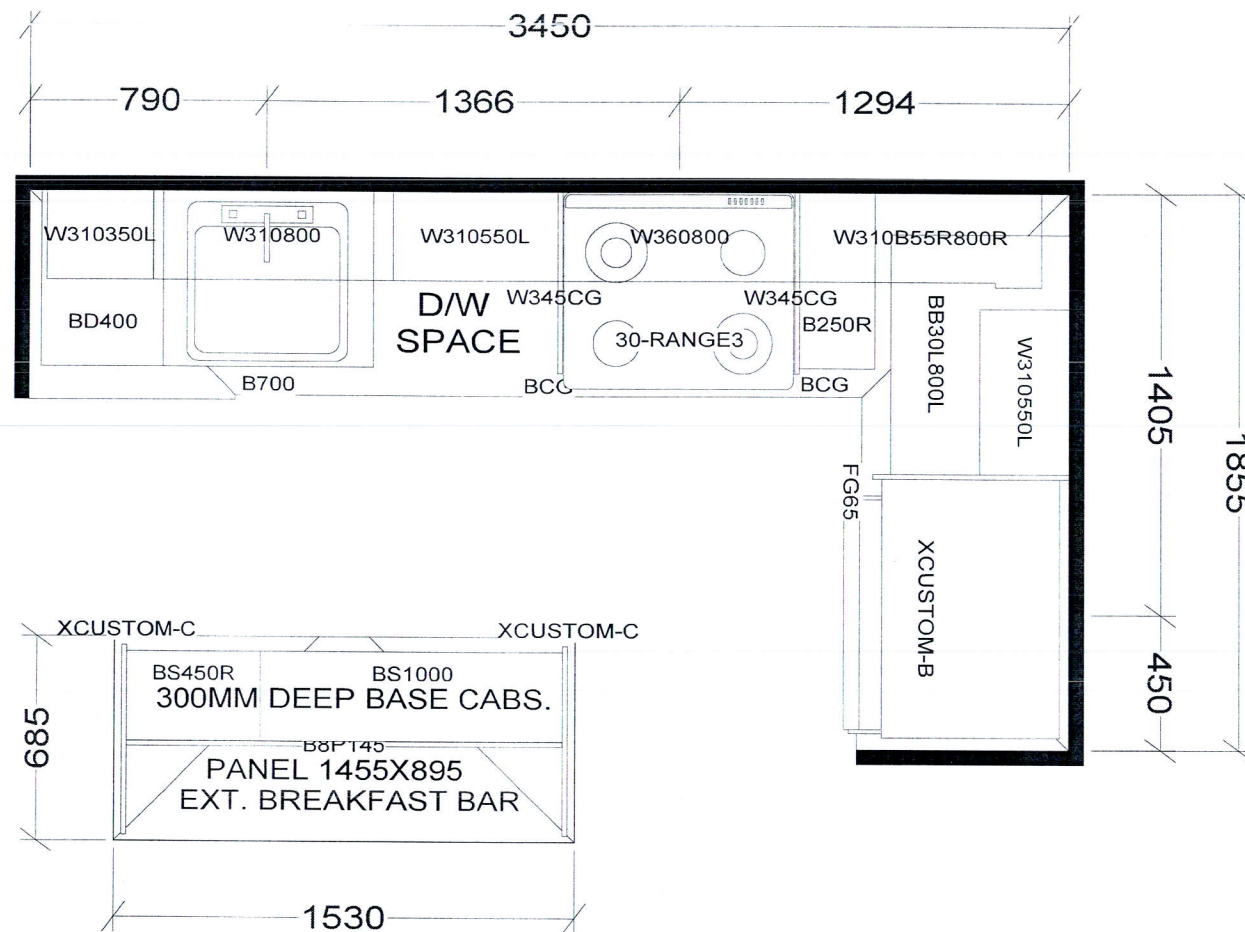 3450
790
1366
1294
W310350L
W310800
W310550L
W360800
W310B55R800R
BD400
D/W
SPACE
W345CG
W345CG
30-RANGE3
B250R
BB30L800L
W310550L
B700
BCG
BCG
1405
1855
FG65
XCUSTOM-B
450
XCUSTOM-C
XCUSTOM-C
BS450R
BS1000
300MM DEEP BASE CABS.
685
B8P145
PANEL 1455X895
EXT. BREAKFAST BAR
1530